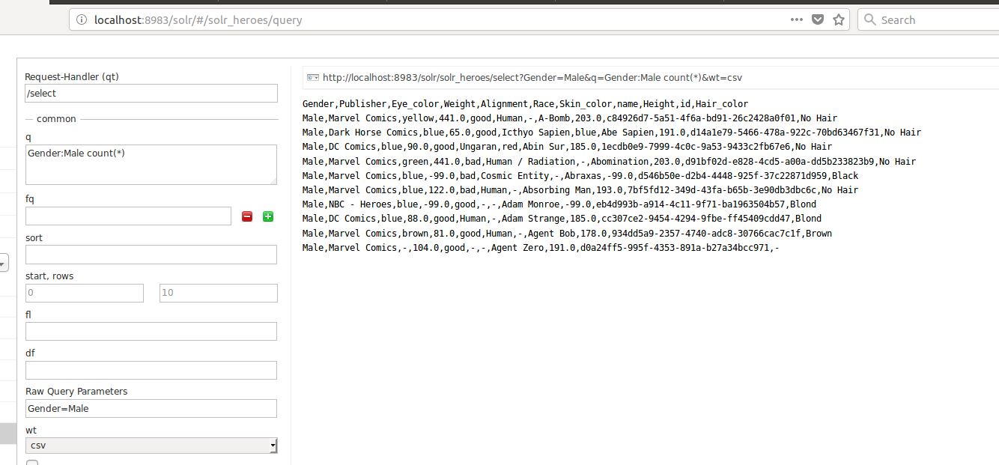 localhost:8983/solr/#/solr_heroes/query
Search
Request-Handler (qt)
/select
common
q
Gender:Male count(*)
fq
sort
start, rows
0
10
fl
df
Raw Query Parameters
Gender=Male
wt
csv
http://localhost:8983/solr/solr_heroes/select?Gender=Male&q=Gender:Male count(*)&wt=csv
Gender,Publisher,Eye_color,Weight,Alignment,Race,Skin_color,name,Height,id,Hair_color
Male,Marvel Comics,yellow,441.0,good,Human,-,A-Bomb,203.0,c84926d7-5a51-4f6a-bd91-26c2428a0f01,No Hair
Male,Dark Horse Comics,blue,65.0,good,Icthyo Sapien,blue,Abe Sapien,191.0,d14a1e79-5466-478a-922c-70bd63467f31,No Hair
Male,DC Comics,blue,90.0,good,Ungaran,red,Abin Sur,185.0,1ecdb0e9-7999-4c0c-9a53-9433c2fb67e6,No Hair
Male,Marvel Comics,green,441.0,bad,Human / Radiation,-,Abomination,203.0,d91bf02d-e828-4cd5-a00a-dd5b233823b9,No Hair
Male,Marvel Comics,blue,-99.0,bad,Cosmic Entity,-,Abraxas,-99.0,d546b50e-d2b4-4448-925f-37c22871d959,Black
Male,Marvel Comics,blue,122.0,bad,Human,-,Absorbing Man,193.0,7bf5fd12-349d-43fa-b65b-3e90db3dbc6c,No Hair
Male,NBC - Heroes,blue,-99.0,good,-,-,Adam Monroe,-99.0,eb4d993b-a914-4c11-9f71-ba1963504b57,Blond
Male,DC Comics,blue,88.0,good,Human,-,Adam Strange,185.0,cc307ce2-9454-4294-9fbe-ff45409cdd47,Blond
Male,Marvel Comics,brown,81.0,good,Human,-,Agent Bob,178.0,934dd5a9-2357-4740-adc8-30766cac7c1f,Brown
Male,Marvel Comics,-,104.0,good,-,-,Agent Zero,191.0,d0a24ff5-995f-4353-891a-b27a34bcc971,-